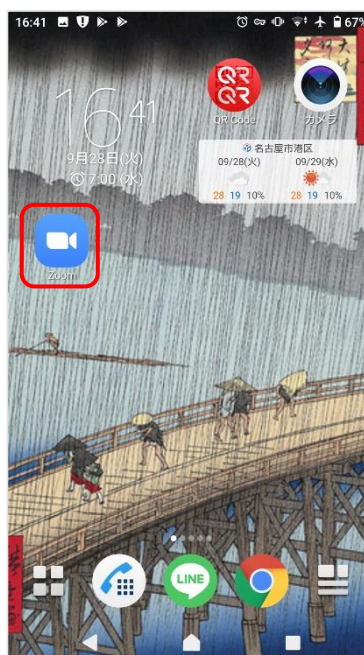 16:41
67%
QR Code
カメラ
16 41
9月28日(火)
7:00 (水)
名古屋市港区
09/28(火)
09/29(水)
28 19 10%
28 19 10%
Zoom
LINE